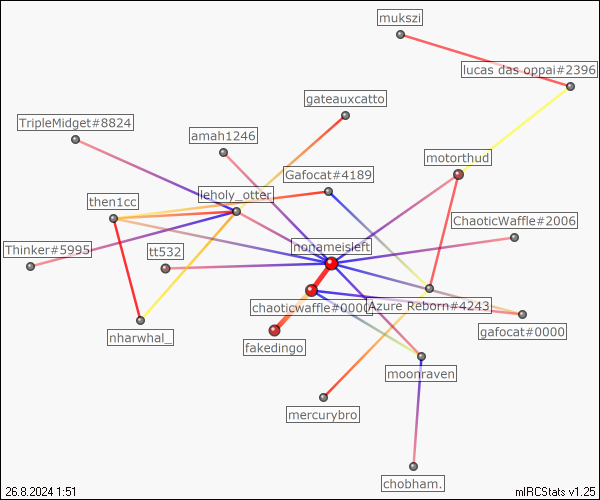 mukszi
lucas das oppai#2396
gateauxcatto
TripleMidget#8824
amah1246
motorthud
Gafocat#4189
leholy_otter
then1cc
ChaoticWaffle#2006
Thinker#5995
tt532
nonameisleft
chaoticwaffle#0000
Azure Reborn#4243
gafocat#0000
nharwhal_
fakedingo
moonraven
mercurybro
chobham.
26.8.2024 1:51
mIRCStats v1.25